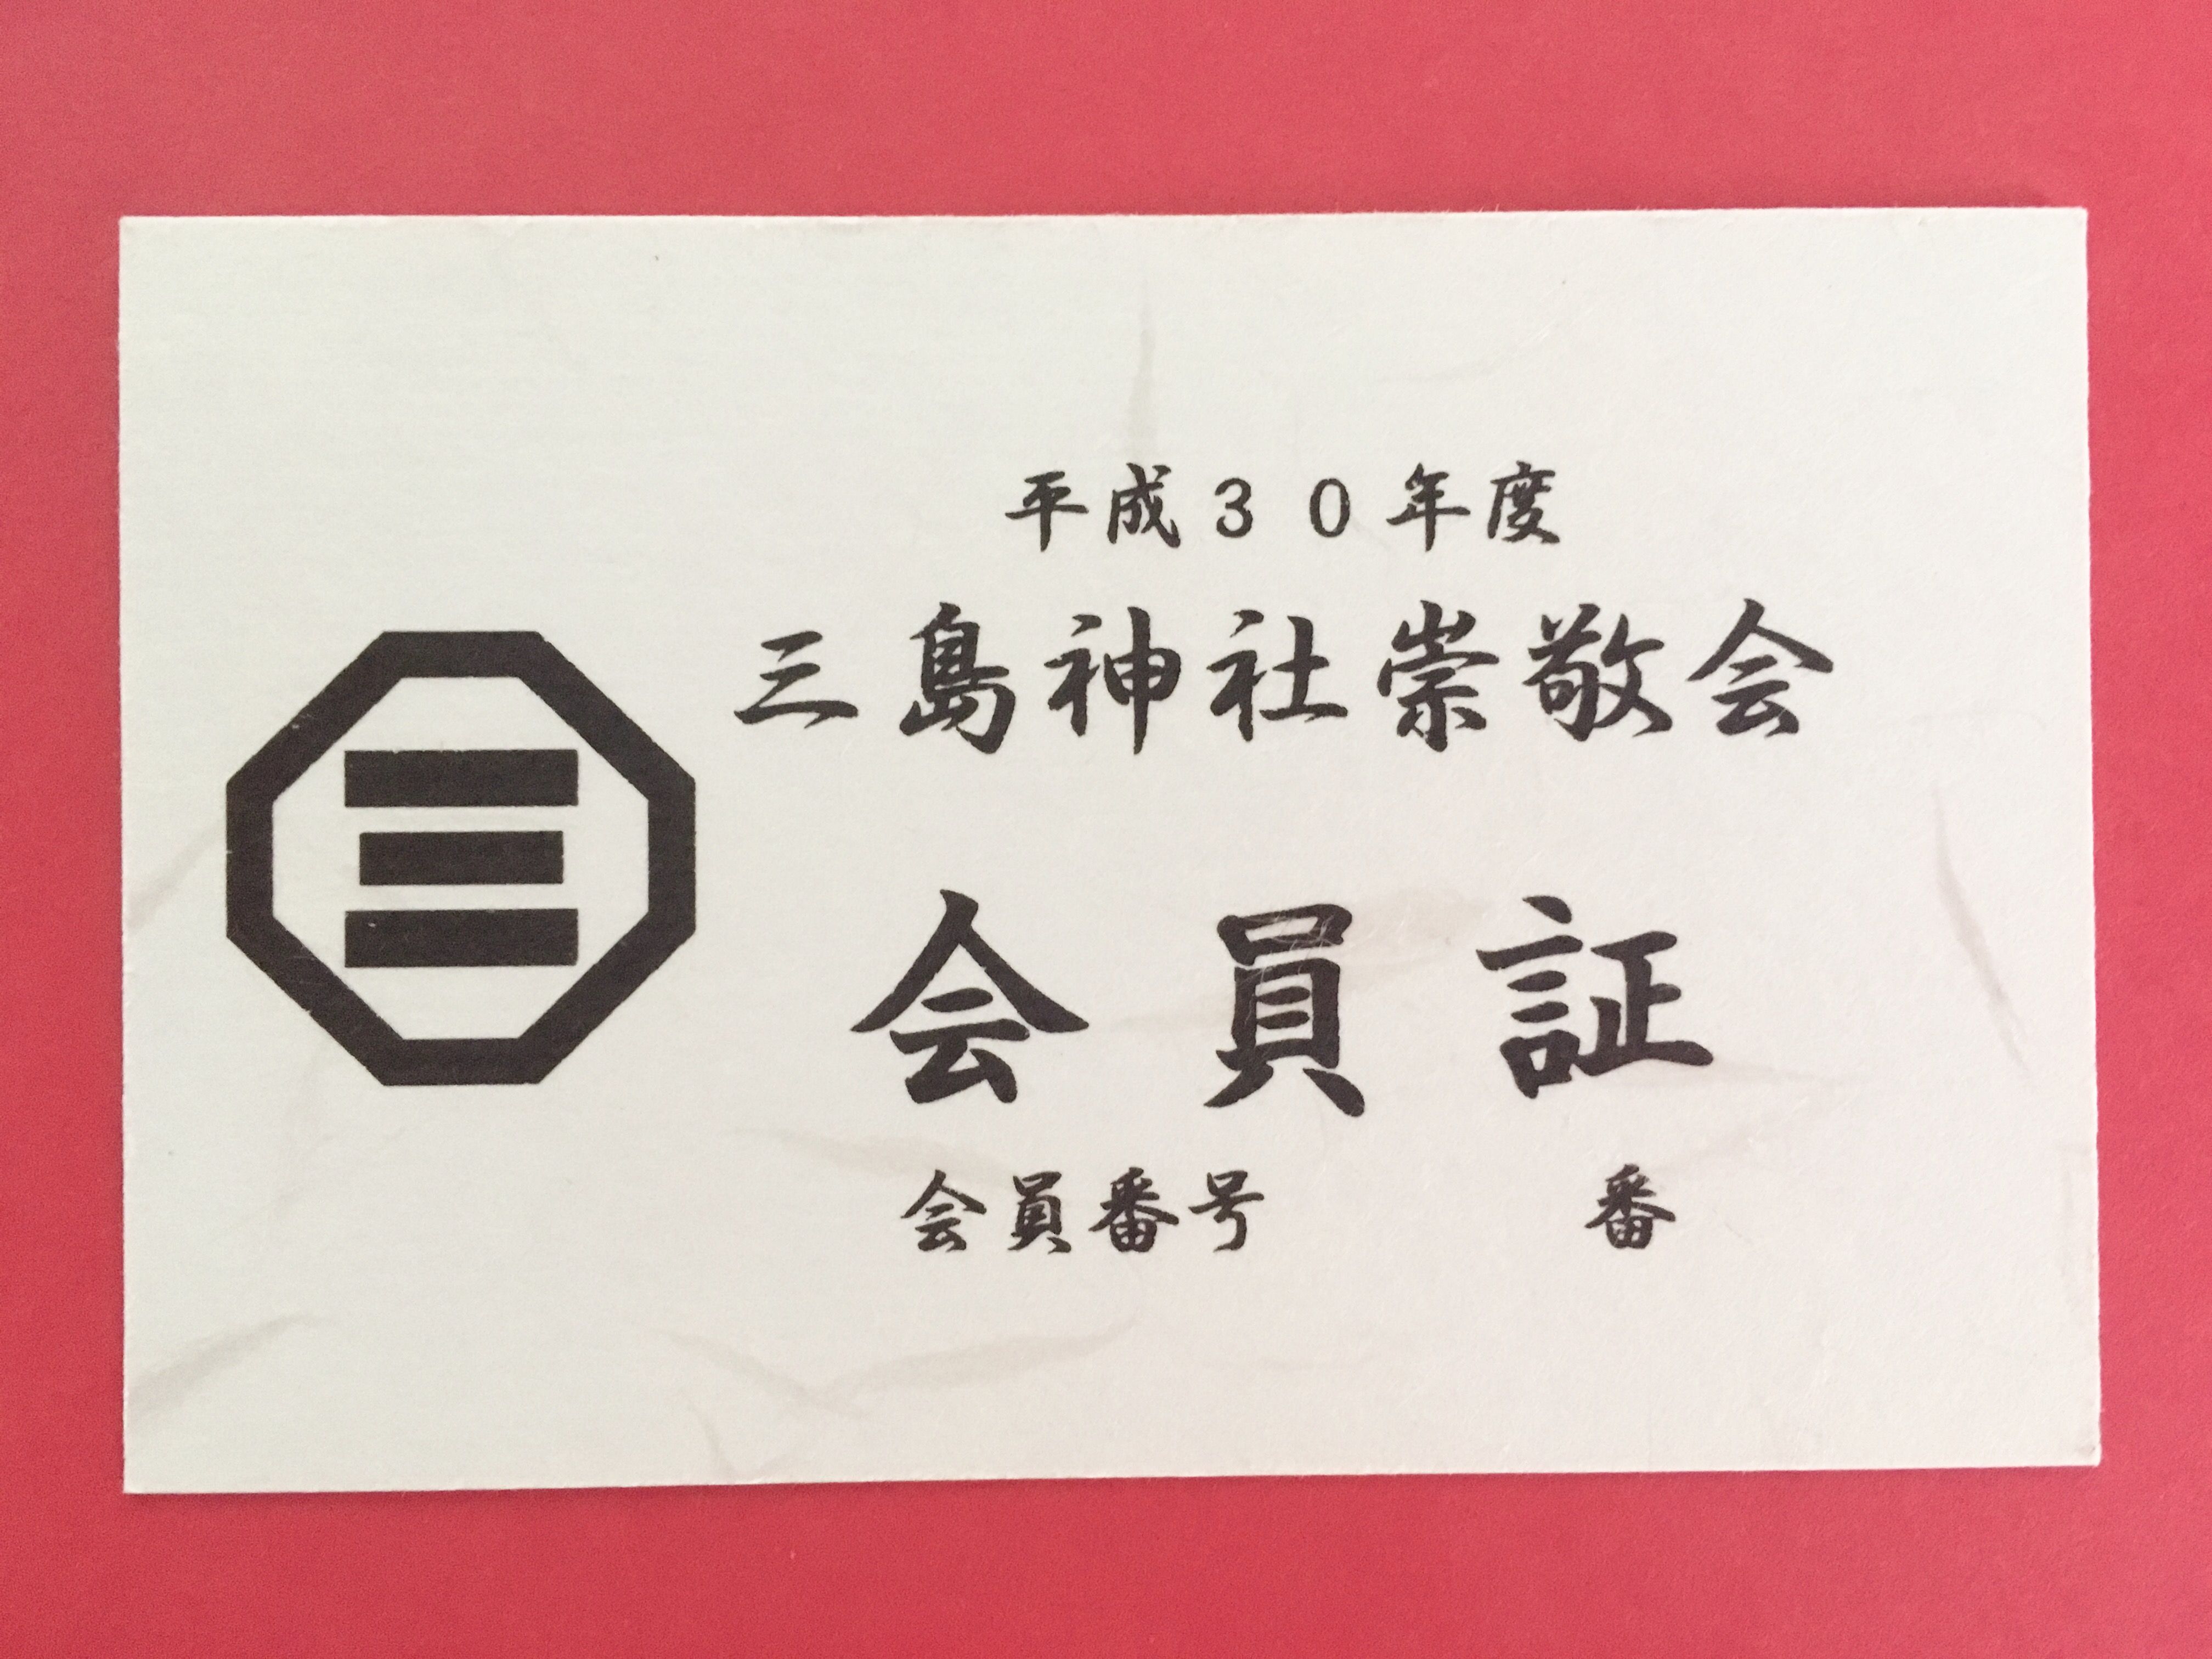 平成３０年度
三島神社崇敬会
会員証
会員番号　　　番